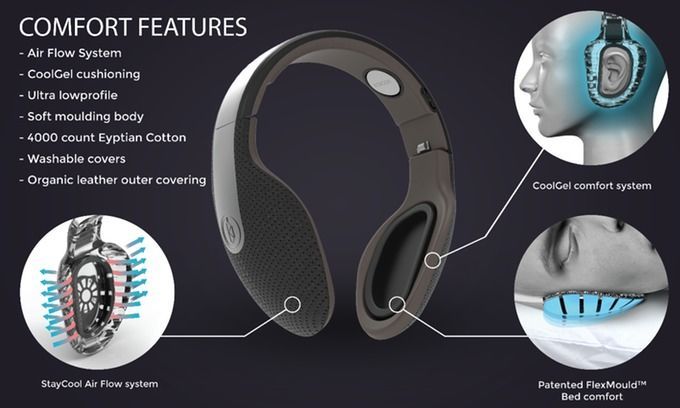 COMFORT FEATURES
- Air Flow System
- CoolGel cushioning
- Ultra lowprofile
- Soft moulding body
- 4000 count Eyptian Cotton
- Washable covers
- Organic leather outer covering
CoolGel comfort system
StayCool Air Flow system
Patented FlexMould™
Bed comfort